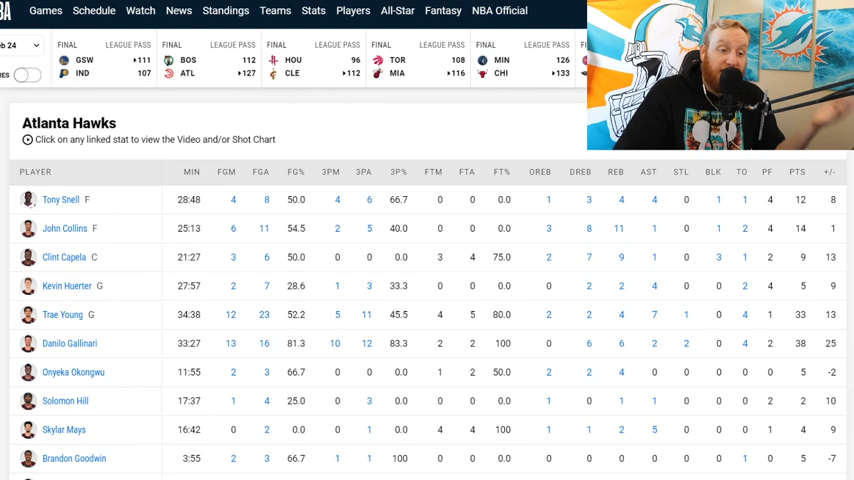 BA Games Schedule Watch News Standings Teams Stats Players All-Star Fantasy NBA Official
b 24 FINAL LEAGUE PASS FINAL LEAGUE PASS FINAL LEAGUE PASS FINAL LEAGUE PASS FINAL LEAGUE PASS
GSW 111 BOS 112 HOU 96 TOR 108 MIN 126
RES IND 107 ATL 127 CLE 112 MIA 116 CHI 133
Atlanta Hawks
Click on any linked stat to view the Video and/or Shot Chart
PLAYER MIN FGM FGA FG% 3PM 3PA 3P% FTM FTA FT% OREB DREB REB AST STL BLK TO PF PTS +/-
Tony Snell F 28:48 4 8 50.0 4 6 66.7 0 0 0.0 1 3 4 4 0 1 1 4 12 8
John Collins F 25:13 6 11 54.5 2 5 40.0 0 0 0.0 3 8 11 1 0 1 2 4 14 1
Clint Capela C 21:27 3 6 50.0 0 0 0.0 3 4 75.0 2 7 9 1 0 3 1 2 9 13
Kevin Huerter G 27:57 2 7 28.6 1 3 33.3 0 0 0.0 0 2 2 4 0 0 2 4 5 9
Trae Young G 34:38 12 23 52.2 5 11 45.5 4 5 80.0 2 2 4 7 1 0 4 1 33 13
Danilo Gallinari 33:27 13 16 81.3 10 12 83.3 2 2 100 0 6 6 2 2 0 4 2 38 25
Onyeka Okongwu 11:55 2 3 66.7 0 0 0.0 1 2 50.0 2 2 4 0 0 0 0 0 5 -2
Solomon Hill 17:37 1 4 25.0 0 3 0.0 0 0 0.0 1 0 1 1 0 0 0 2 2 10
Skylar Mays 16:42 0 2 0.0 0 1 0.0 4 4 100 1 1 2 5 0 0 0 1 4 9
Brandon Goodwin 3:55 2 3 66.7 1 1 100 0 0 0.0 0 0 0 0 0 0 1 0 5 -7